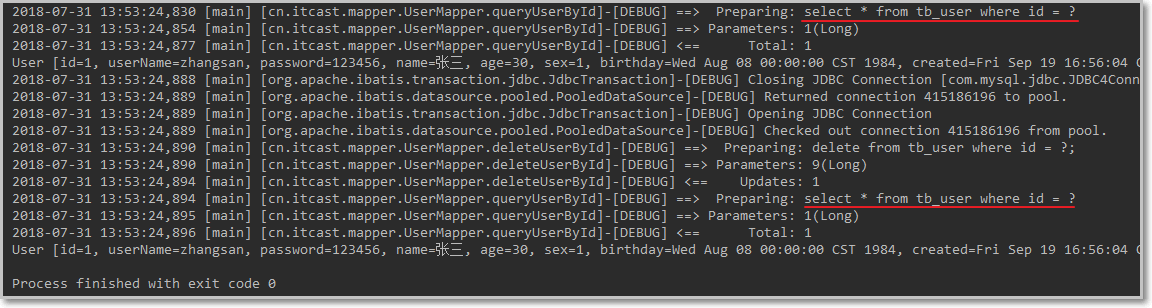 2018-07-31 13:53:24,830 [main] [cn.itcast.mapper.UserMapper.queryUserById]-[DEBUG] ==>  Preparing: select * from tb_user where id = ?
2018-07-31 13:53:24,854 [main] [cn.itcast.mapper.UserMapper.queryUserById]-[DEBUG] ==> Parameters: 1(Long)
2018-07-31 13:53:24,877 [main] [cn.itcast.mapper.UserMapper.queryUserById]-[DEBUG] <==      Total: 1
User [id=1, userName=zhangsan, password=123456, name=张三, age=30, sex=1, birthday=Wed Aug 08 00:00:00 CST 1984, created=Fri Sep 19 16:56:04
2018-07-31 13:53:24,888 [main] [org.apache.ibatis.transaction.jdbc.JdbcTransaction]-[DEBUG] Closing JDBC Connection [com.mysql.jdbc.JDBC4Conn
2018-07-31 13:53:24,889 [main] [org.apache.ibatis.datasource.pooled.PooledDataSource]-[DEBUG] Returned connection 415186196 to pool.
2018-07-31 13:53:24,889 [main] [org.apache.ibatis.transaction.jdbc.JdbcTransaction]-[DEBUG] Opening JDBC Connection
2018-07-31 13:53:24,889 [main] [org.apache.ibatis.datasource.pooled.PooledDataSource]-[DEBUG] Checked out connection 415186196 from pool.
2018-07-31 13:53:24,890 [main] [cn.itcast.mapper.UserMapper.deleteUserById]-[DEBUG] ==>  Preparing: delete from tb_user where id = ?;
2018-07-31 13:53:24,890 [main] [cn.itcast.mapper.UserMapper.deleteUserById]-[DEBUG] ==> Parameters: 9(Long)
2018-07-31 13:53:24,894 [main] [cn.itcast.mapper.UserMapper.deleteUserById]-[DEBUG] <==    Updates: 1
2018-07-31 13:53:24,894 [main] [cn.itcast.mapper.UserMapper.queryUserById]-[DEBUG] ==>  Preparing: select * from tb_user where id = ?
2018-07-31 13:53:24,895 [main] [cn.itcast.mapper.UserMapper.queryUserById]-[DEBUG] ==> Parameters: 1(Long)
2018-07-31 13:53:24,896 [main] [cn.itcast.mapper.UserMapper.queryUserById]-[DEBUG] <==      Total: 1
User [id=1, userName=zhangsan, password=123456, name=张三, age=30, sex=1, birthday=Wed Aug 08 00:00:00 CST 1984, created=Fri Sep 19 16:56:04
Process finished with exit code 0